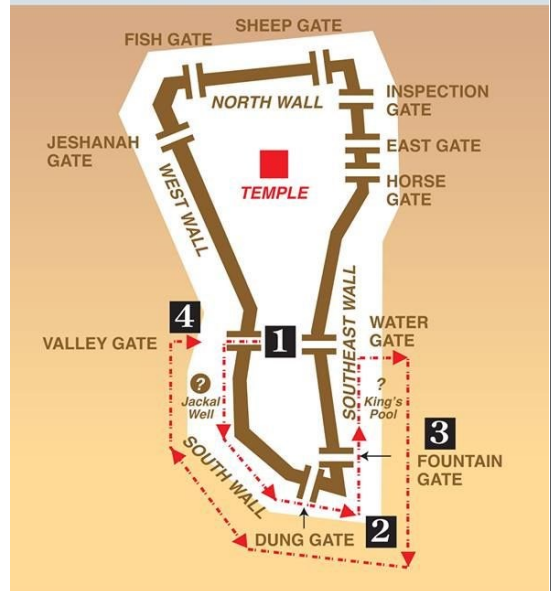 SHEEP GATE
FISH GATE
NORTH WALL
INSPECTION
GATE
JESHANAH
GATE
EAST GATE
HORSE
GATE
TEMPLE
WEST WALL
4
1
SOUTHEAST WALL
WATER
GATE
VALLEY GATE
?
Jackal
Well
?
King's
Pool
3
FOUNTAIN
GATE
SOUTH WALL
DUNG GATE
2